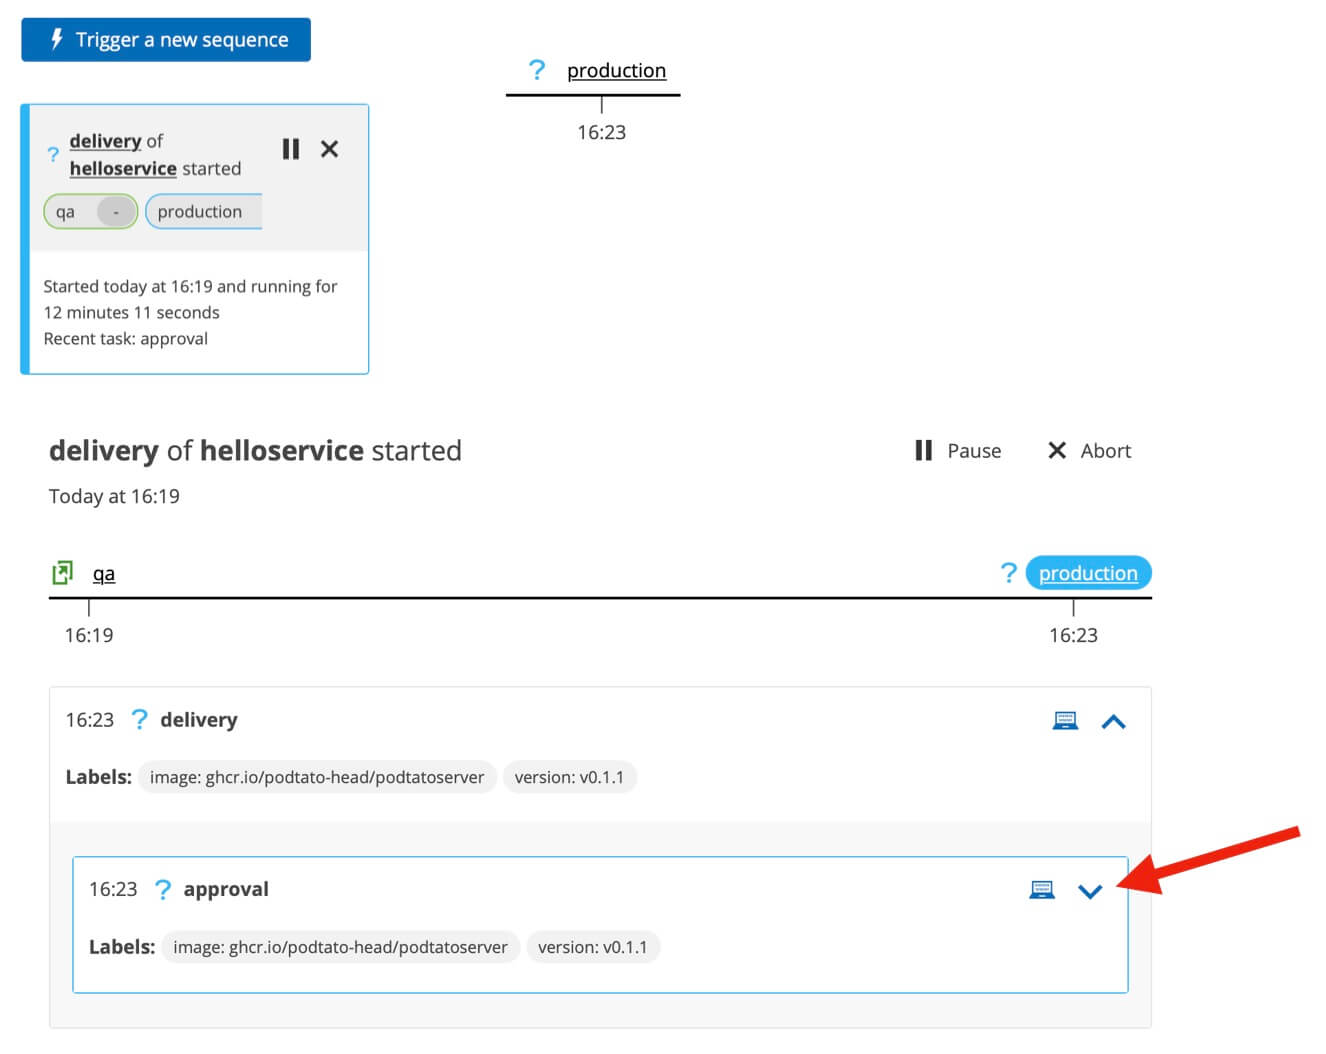 Trigger a new sequence
? production
16:23
delivery of
? helloservice started
qa - production
Started today at 16:19 and running for
12 minutes 11 seconds
Recent task: approval
delivery of helloservice started
Pause Abort
Today at 16:19
qa ? production
16:19 16:23
16:23 ? delivery
Labels: image: ghcr.io/podtato-head/podtatoserver version: v0.1.1
16:23 ? approval
Labels: image: ghcr.io/podtato-head/podtatoserver version: v0.1.1